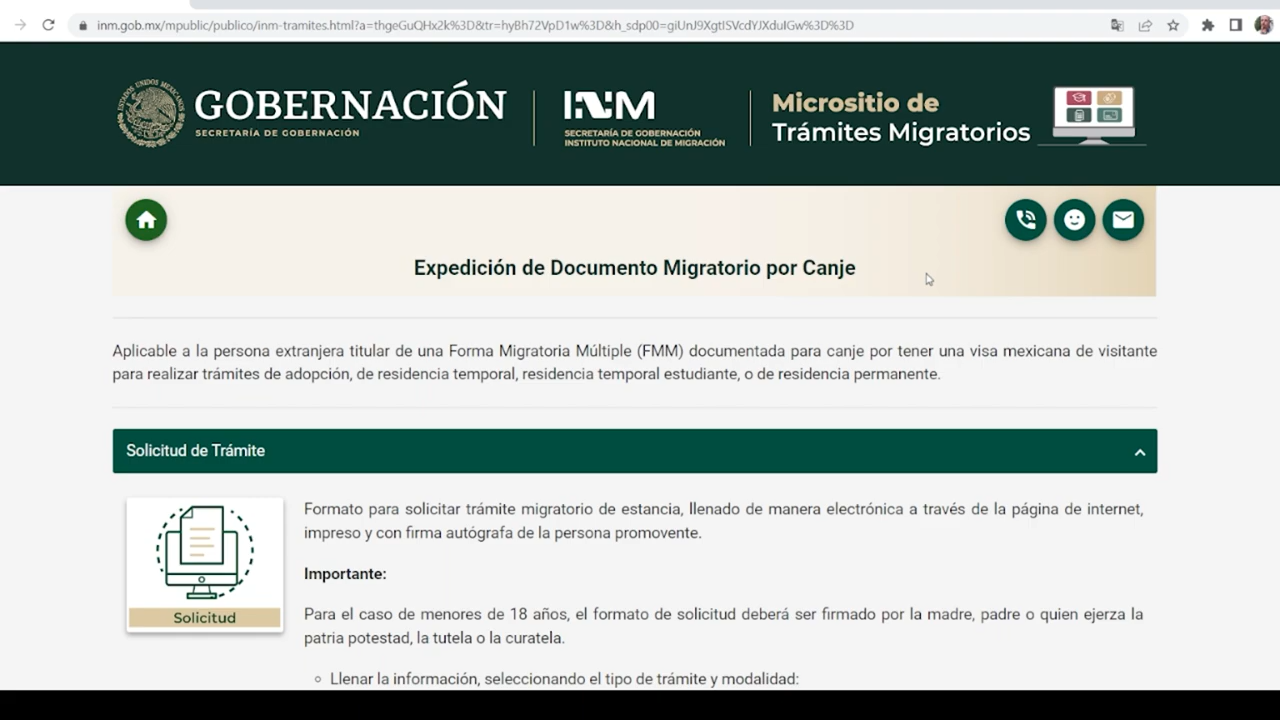 inm.gob.mx/mpublic/publico/inm-tramites.html?a=thgeGuQHx2k%3D&tr=hyBh72VpD1w%3D&h_sdp00=giUnJ9XgtlSVcdYJXduIGw%3D%3D
GOBERNACIÓN
SECRETARÍA DE GOBERNACIÓN
INM
SECRETARÍA DE GOBERNACIÓN
INSTITUTO NACIONAL DE MIGRACIÓN
Micrositio de
Trámites Migratorios
Expedición de Documento Migratorio por Canje
Aplicable a la persona extranjera titular de una Forma Migratoria Múltiple (FMM) documentada para canje por tener una visa mexicana de visitante
para realizar trámites de adopción, de residencia temporal, residencia temporal estudiante, o de residencia permanente.
Solicitud de Trámite
Formato para solicitar trámite migratorio de estancia, llenado de manera electrónica a través de la página de internet,
impreso y con firma autógrafa de la persona promovente.
Importante:
Solicitud
Para el caso de menores de 18 años, el formato de solicitud deberá ser firmado por la madre, padre o quien ejerza la
patria potestad, la tutela o la curatela.
Llenar la información, seleccionando el tipo de trámite y modalidad: